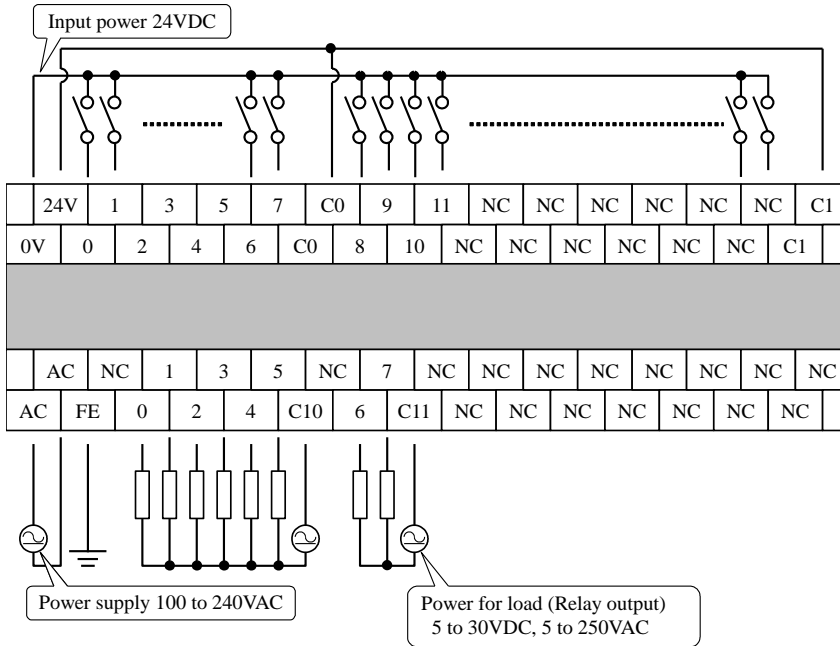 Input power 24VDC
24V 1 3 5 7 C0 9 11 NC NC NC NC NC NC C1
0V 0 2 4 6 C0 8 10 NC NC NC NC NC NC C1
AC NC 1 3 5 NC 7 NC NC NC NC NC NC NC NC
AC FE 0 2 4 C10 6 C11 NC NC NC NC NC NC NC
Power supply 100 to 240VAC
Power for load (Relay output)
5 to 30VDC, 5 to 250VAC